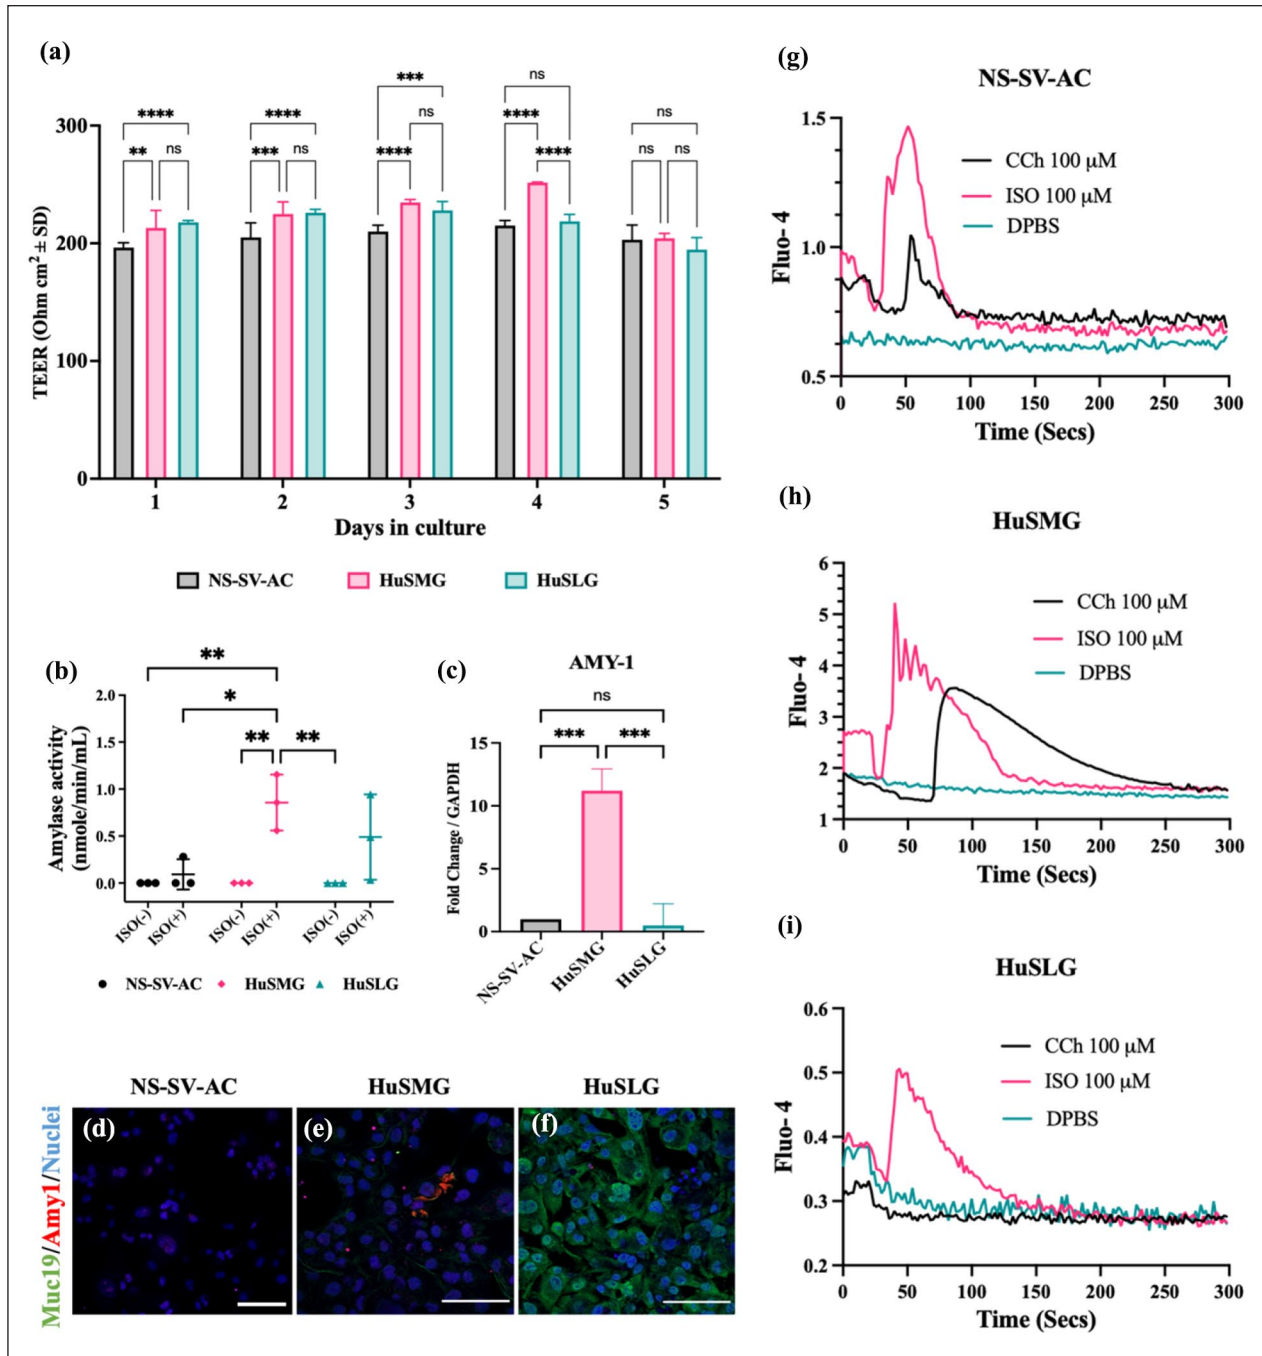 (a)
****
***
ns
ns
****
**
ns
****
***
ns
****
ns
****
****
ns
ns
ns
TEER (Ohm cm² ± SD)
300
200
100
0
1 2 3 4 5
Days in culture
NS-SV-AC HuSMG HuSLG
(b)
**
*
** **
Amylase activity
(nmole/min/mL)
2.0
1.5
1.0
0.5
0.0
ISO(-) ISO(+) ISO(-) ISO(+) ISO(-) ISO(+)
NS-SV-AC HuSMG HuSLG
(c)
AMY-1
ns
*** ***
Fold Change / GAPDH
15
10
5
0
NS-SV-AC HuSMG HuSLG
Muc19/Amy1/Nuclei
NS-SV-AC HuSMG HuSLG
(d) (e) (f)
(g)
NS-SV-AC
CCh 100 µM
ISO 100 µM
DPBS
Fluo- 4
1.5
1.0
0.5
0 50 100 150 200 250 300
Time (Secs)
(h)
HuSMG
CCh 100 µM
ISO 100 µM
DPBS
Fluo- 4
6
5
4
3
2
1
0 50 100 150 200 250 300
Time (Secs)
(i)
HuSLG
CCh 100 µM
ISO 100 µM
DPBS
Fluo- 4
0.6
0.5
0.4
0.3
0.2
0 50 100 150 200 250 300
Time (Secs)